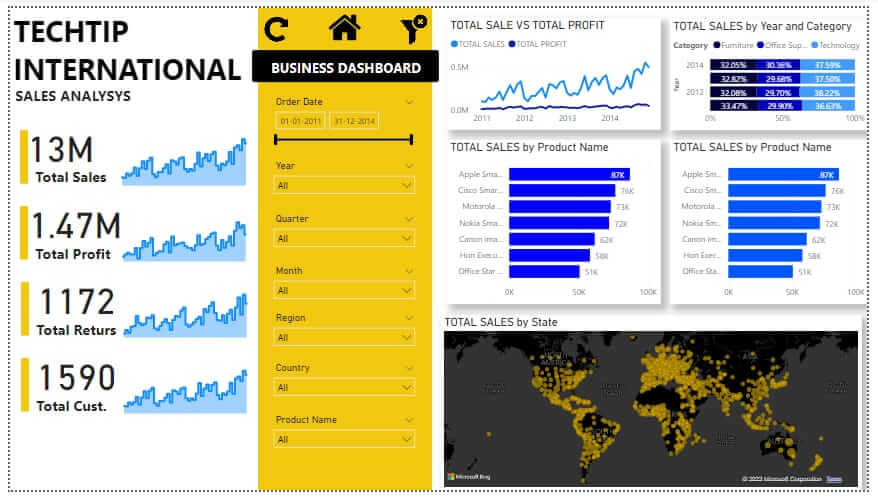 TECHTIP
INTERNATIONAL
SALES ANALYSYS
13M
Total Sales
1.47M
Total Profit
1172
Total Returs
1590
Total Cust.
BUSINESS DASHBOARD
Order Date
01-01-2011 31-12-2014
Year
All
Quarter
All
Month
All
Region
All
Country
All
Product Name
All
TOTAL SALE VS TOTAL PROFIT
TOTAL SALES TOTAL PROFIT
0.5M
0.0M
2011 2012 2013 2014
TOTAL SALES by Year and Category
Category Furniture Office Sup... Technology
Year
2014 32.05% 30.36% 37.59%
32.82% 29.68% 37.50%
2012 32.08% 29.70% 38.22%
33.47% 29.90% 36.63%
0% 50% 100%
TOTAL SALES by Product Name
Apple Sma... 87K
Cisco Smar... 76K
Motorola ... 73K
Nokia Sma... 72K
Canon ima... 62K
Hon Execu... 58K
Office Star ... 51K
0K 50K 100K
TOTAL SALES by Product Name
Apple Sma... 87K
Cisco Sm... 76K
Motorola ... 73K
Nokia Sm... 72K
Canon im... 62K
Hon Exec... 58K
Office Sta... 51K
0K 50K 100K
TOTAL SALES by State
Microsoft Bing
© 2023 Microsoft Corporation Terms